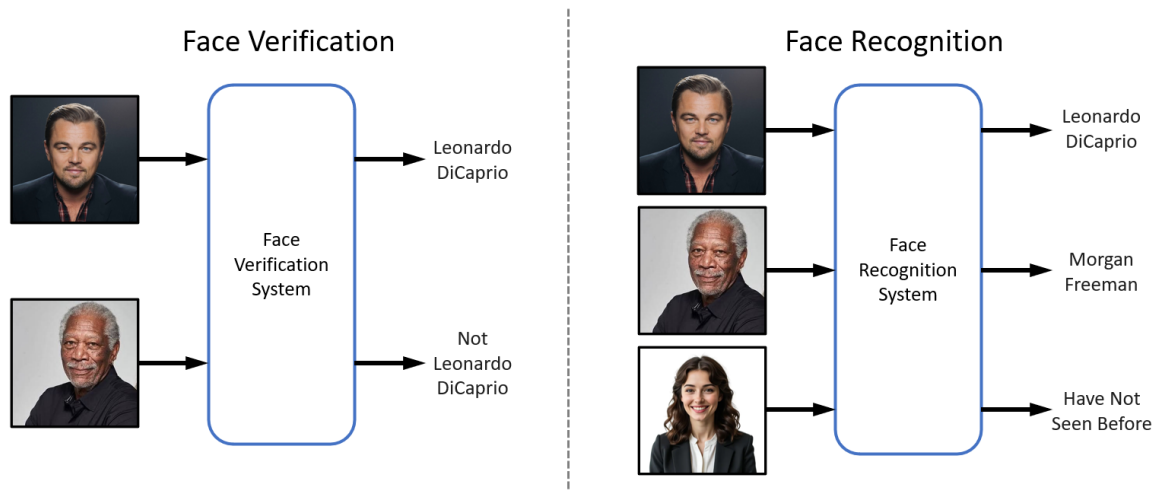 Face Verification
Leonardo
DiCaprio
Face
Verification
System
Not
Leonardo
DiCaprio
Face Recognition
Leonardo
DiCaprio
Face
Recognition
System
Morgan
Freeman
Have Not
Seen Before